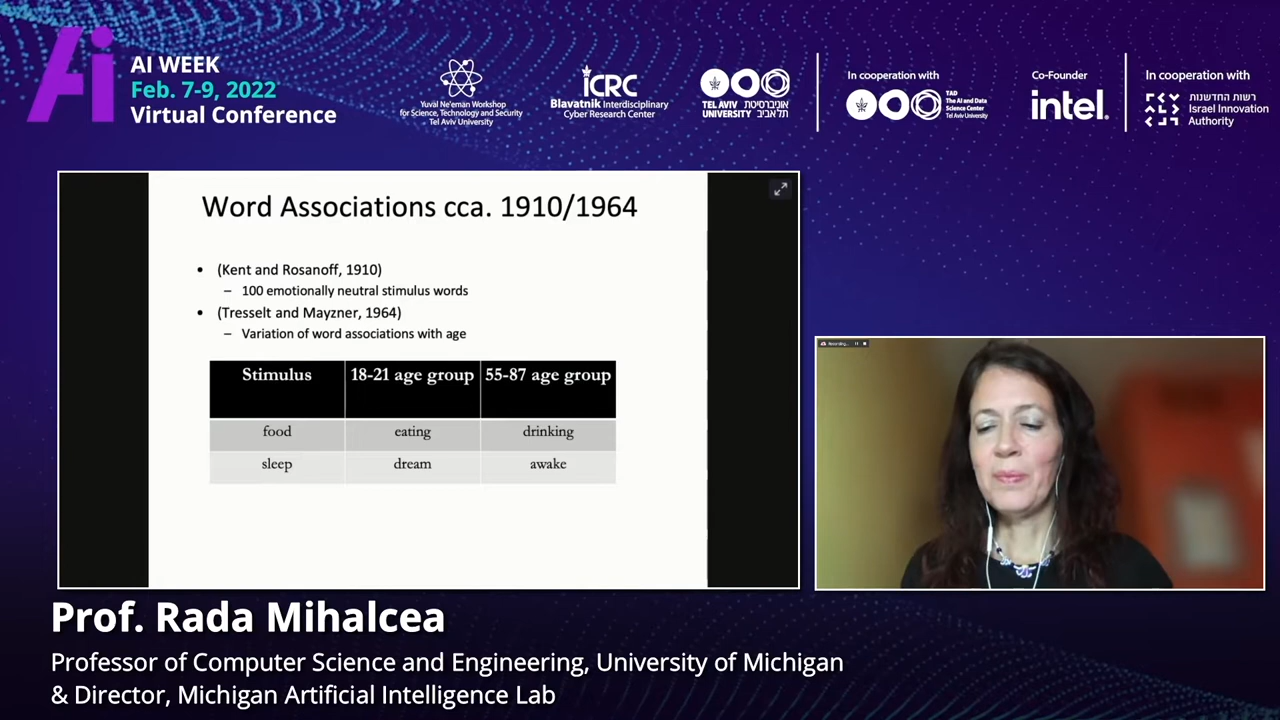 Ai
AI WEEK
Feb. 7-9, 2022
Virtual Conference
Yuval Ne'eman Workshop
for Science, Technology and Security
Tel Aviv University
iCRC
Blavatnik Interdisciplinary
Cyber Research Center
TEL AVIV אוניברסיטת
UNIVERSITY תל אביב
In cooperation with
TAD
The AI and Data
Science Center
Tel Aviv University
Co-Founder
intel.
In cooperation with
רשות החדשנות
Israel Innovation
Authority
Word Associations cca. 1910/1964
• (Kent and Rosanoff, 1910)
– 100 emotionally neutral stimulus words
• (Tresselt and Mayzner, 1964)
– Variation of word associations with age
Stimulus 18-21 age group 55-87 age group
food eating drinking
sleep dream awake
Recording...
Prof. Rada Mihalcea
Professor of Computer Science and Engineering, University of Michigan
& Director, Michigan Artificial Intelligence Lab